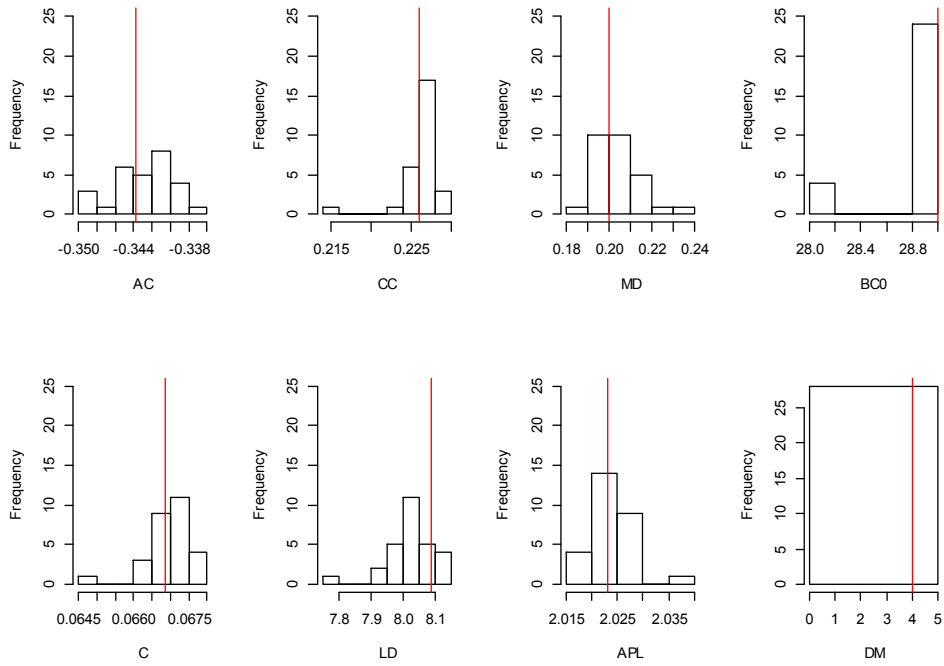 Frequency
0 5 10 15 20 25
-0.350 -0.344 -0.338
AC
Frequency
0 5 10 15 20 25
0.215 0.225
CC
Frequency
0 5 10 15 20 25
0.18 0.20 0.22 0.24
MD
Frequency
0 5 10 15 20 25
28.0 28.4 28.8
BC0
Frequency
0 5 10 15 20 25
0.0645 0.0660 0.0675
C
Frequency
0 5 10 15 20 25
7.8 7.9 8.0 8.1
LD
Frequency
0 5 10 15 20 25
2.015 2.025 2.035
APL
Frequency
0 5 10 15 20 25
0 1 2 3 4 5
DM